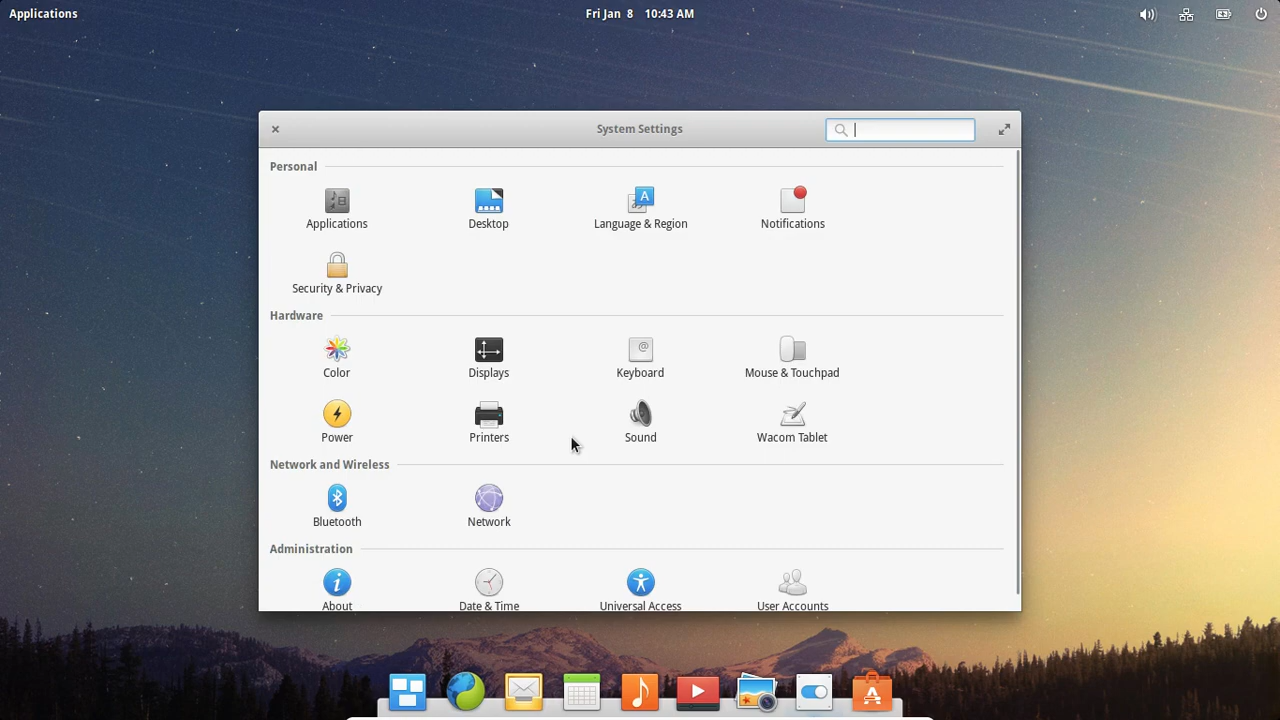 Applications
Fri Jan 8 10:43 AM
System Settings
Personal
Applications
Desktop
Language & Region
Notifications
Security & Privacy
Hardware
Color
Displays
Keyboard
Mouse & Touchpad
Power
Printers
Sound
Wacom Tablet
Network and Wireless
Bluetooth
Network
Administration
About
Date & Time
Universal Access
User Accounts